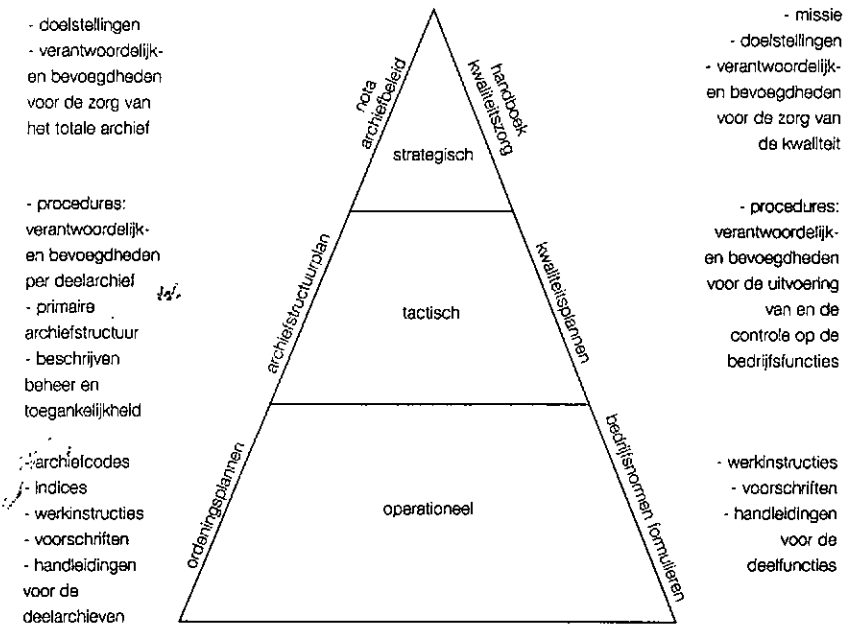 - doelstellingen
- verantwoordelijk-
en bevoegdheden
voor de zorg van
het totale archief
nota
archiefbeleid
handboek
kwaliteitszorg
strategisch
- missie
- doelstellingen
- verantwoordelijk-
en bevoegdheden
voor de zorg van
de kwaliteit
- procedures:
verantwoordelijk-
en bevoegdheden
per deelarchief
- primaire
archiefstructuur
- beschrijven
beheer en
toegankelijkheid
archiefstructuurplan
tactisch
kwaliteitsplannen
- procedures:
verantwoordelijk-
en bevoegdheden
voor de uitvoering
van en de
controle op de
bedrijfsfuncties
- archiefcodes
- indices
- werkinstructies
- voorschriften
- handleidingen
voor de
deelarchieven
ordeningsplannen
operationeel
bedrijfsnormen formulieren
- werkinstructies
- voorschriften
- handleidingen
voor de
deelfuncties